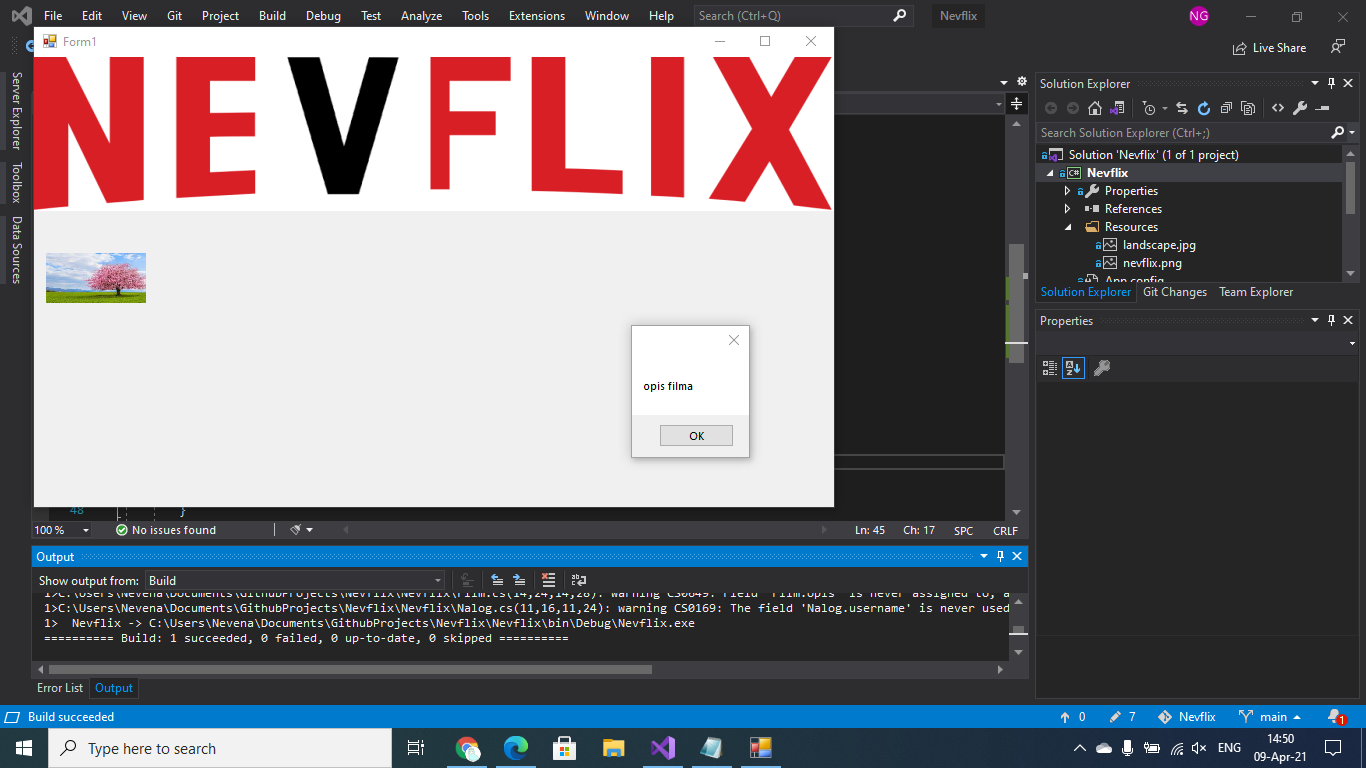 File Edit View Git Project Build Debug Test Analyze Tools Extensions Window Help Search (Ctrl+Q) Nevflix NG
Form1
Live Share
NEVFLIX
Server Explorer
Toolbox
Data Sources
opis filma
OK
48 }
100 % No issues found Ln: 45 Ch: 17 SPC CRLF
Solution Explorer
Search Solution Explorer (Ctrl+;)
Solution 'Nevflix' (1 of 1 project)
C# Nevflix
Properties
References
Resources
landscape.jpg
nevflix.png
App.config
Solution Explorer Git Changes Team Explorer
Properties
Output
Show output from: Build
1>C:\Users\Nevena\Documents\GithubProjects\Nevflix\Nevflix\Film.cs(14,24,14,28): warning CS0649: Field 'Film.opis' is never assigned to, a
1>C:\Users\Nevena\Documents\GithubProjects\Nevflix\Nevflix\Nalog.cs(11,16,11,24): warning CS0169: The field 'Nalog.username' is never used
1>  Nevflix -> C:\Users\Nevena\Documents\GithubProjects\Nevflix\Nevflix\bin\Debug\Nevflix.exe
========== Build: 1 succeeded, 0 failed, 0 up-to-date, 0 skipped ==========
Error List Output
Build succeeded 0 7 Nevflix main 1
Type here to search ENG 14:50
09-Apr-21